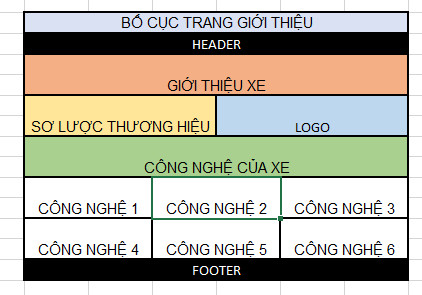 BỐ CỤC TRANG GIỚI THIỆU
HEADER
GIỚI THIỆU XE
SƠ LƯỢC THƯƠNG HIỆU LOGO
CÔNG NGHỆ CỦA XE
CÔNG NGHỆ 1 CÔNG NGHỆ 2 CÔNG NGHỆ 3
CÔNG NGHỆ 4 CÔNG NGHỆ 5 CÔNG NGHỆ 6
FOOTER